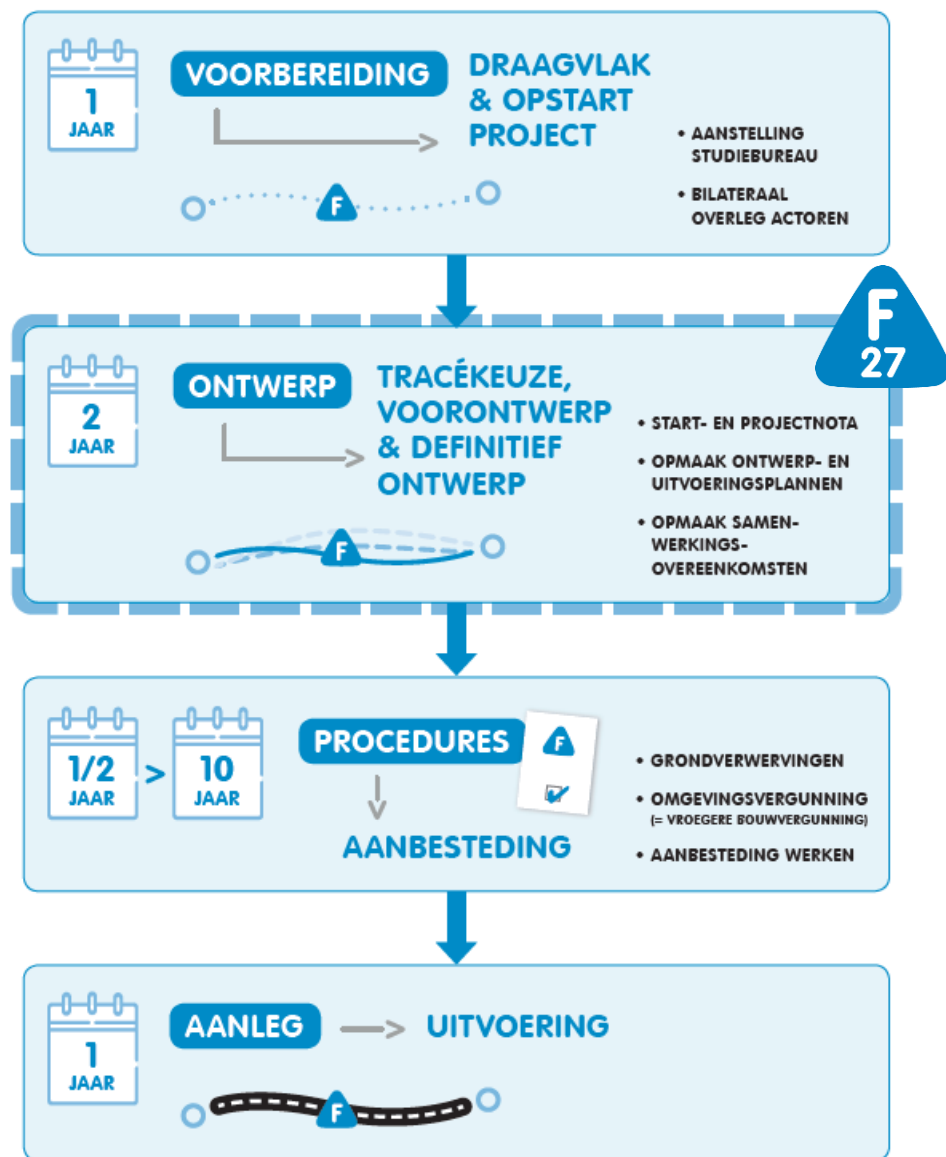 1
JAAR
VOORBEREIDING
DRAAGVLAK
& OPSTART
PROJECT
• AANSTELLING
STUDIEBUREAU
• BILATERAAL
OVERLEG ACTOREN
F
F
27
2
JAAR
ONTWERP
TRACÉKEUZE,
VOORONTWERP
& DEFINITIEF
ONTWERP
• START- EN PROJECTNOTA
• OPMAAK ONTWERP- EN
UITVOERINGSPLANNEN
• OPMAAK SAMEN-
WERKINGS-
OVEREENKOMSTEN
F
1/2
JAAR
>
10
JAAR
PROCEDURES
F
AANBESTEDING
• GRONDVERWERVINGEN
• OMGEVINGSVERGUNNING
(= VROEGERE BOUWVERGUNNING)
• AANBESTEDING WERKEN
1
JAAR
AANLEG
UITVOERING
F